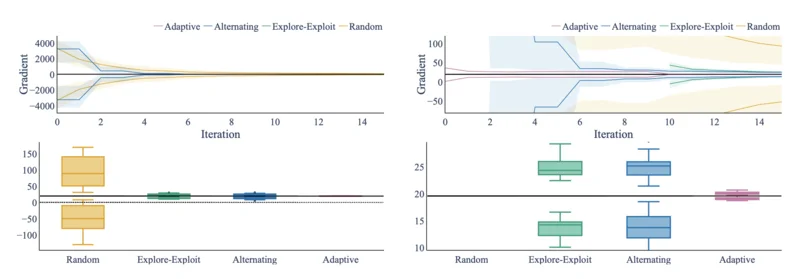 Adaptive Alternating Explore-Exploit Random
Gradient
4000
2000
0
−2000
−4000
0 2 4 6 8 10 12 14
Iteration
150
100
50
0
−50
−100
Random Explore-Exploit Alternating Adaptive
Adaptive Alternating Explore-Exploit Random
Gradient
100
50
0
−50
0 2 4 6 8 10 12 14
Iteration
25
20
15
10
Random Explore-Exploit Alternating Adaptive